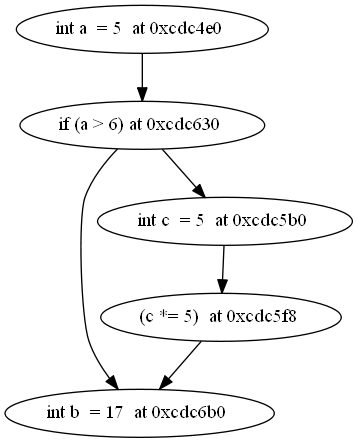 int a = 5 at 0xcdc4e0
if (a > 6) at 0xcdc630
int c = 5 at 0xcdc5b0
(c *= 5) at 0xcdc5f8
int b = 17 at 0xcdc6b0